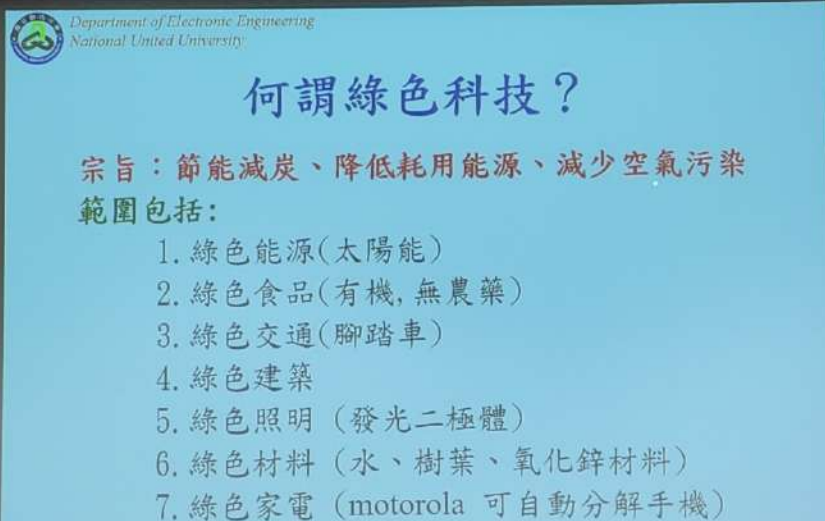 Department of Electronic Engineering
National United University
何謂綠色科技？
宗旨：節能減炭、降低耗用能源、減少空氣污染
範圍包括:
1.綠色能源(太陽能)
2.綠色食品(有機,無農藥)
3.綠色交通(腳踏車)
4.綠色建築
5.綠色照明 (發光二極體)
6.綠色材料 (水、樹葉、氧化鋅材料)
7.綠色家電 (motorola 可自動分解手機)